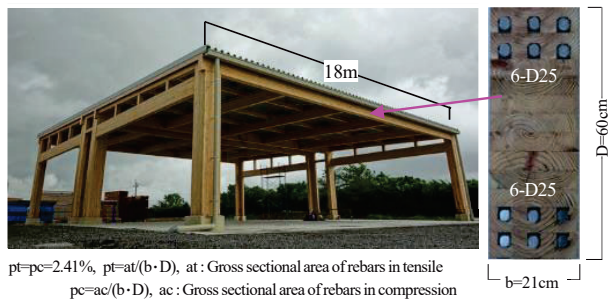 18m
6-D25
6-D25
D=60cm
b=21cm
pt=pc=2.41%, pt=at/(b·D), at : Gross sectional area of rebars in tensile
pc=ac/(b·D), ac : Gross sectional area of rebars in compression